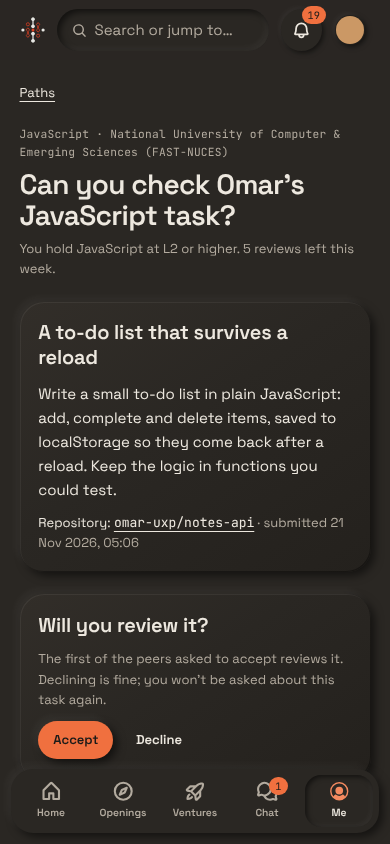 Search or jump to...
19
Paths
JavaScript · National University of Computer &
Emerging Sciences (FAST-NUCES)
Can you check Omar's
JavaScript task?
You hold JavaScript at L2 or higher. 5 reviews left this
week.
A to-do list that survives a
reload
Write a small to-do list in plain JavaScript:
add, complete and delete items, saved to
localStorage so they come back after a
reload. Keep the logic in functions you
could test.
Repository: omar-uxp/notes-api · submitted 21
Nov 2026, 05:06
Will you review it?
The first of the peers asked to accept reviews it.
Declining is fine; you won't be asked about this
task again.
Accept Decline
1
Home Openings Ventures Chat Me